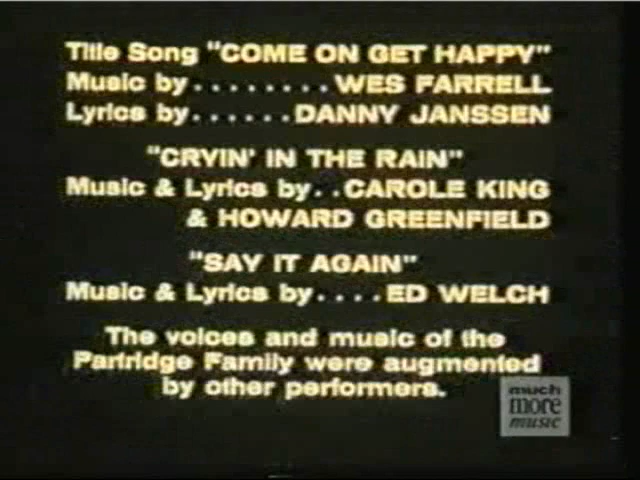 Title Song "COME ON GET HAPPY"
Music by........WES FARRELL
Lyrics by......DANNY JANSSEN
"CRYIN' IN THE RAIN"
Music & Lyrics by..CAROLE KING
& HOWARD GREENFIELD
"SAY IT AGAIN"
Music & Lyrics by....ED WELCH
The voices and music of the
Partridge Family were augmented
by other performers.
much
more
music